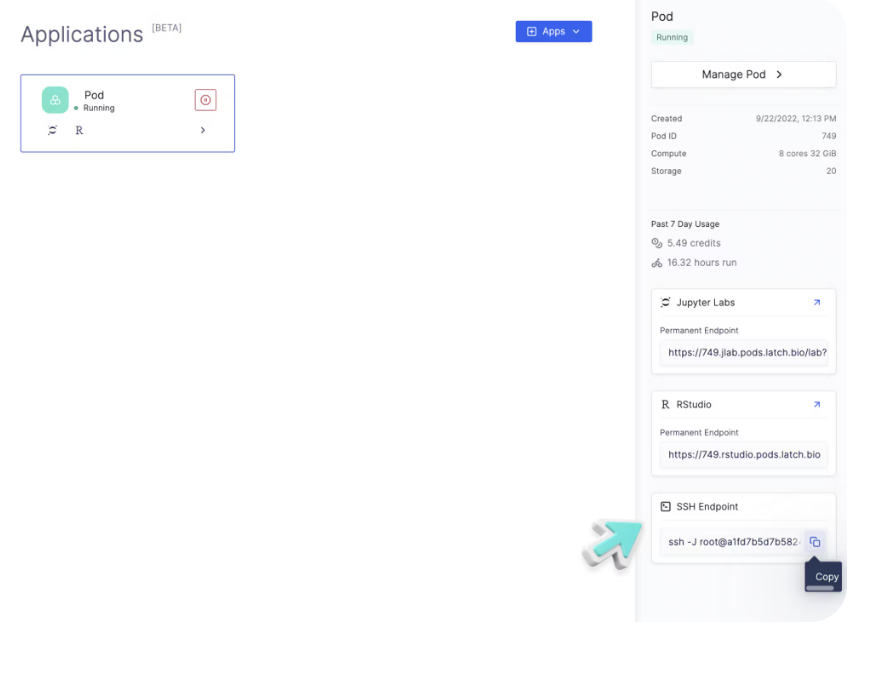 Applications [BETA]
Apps
Pod
Running
R
Pod
Running
Manage Pod
Created 9/22/2022, 12:13 PM
Pod ID 749
Compute 8 cores 32 GiB
Storage 20
Past 7 Day Usage
5.49 credits
16.32 hours run
Jupyter Labs
Permanent Endpoint
https://749.jlab.pods.latch.bio/lab?
R RStudio
Permanent Endpoint
https://749.rstudio.pods.latch.bio
SSH Endpoint
ssh -J root@a1fd7b5d7b582
Copy